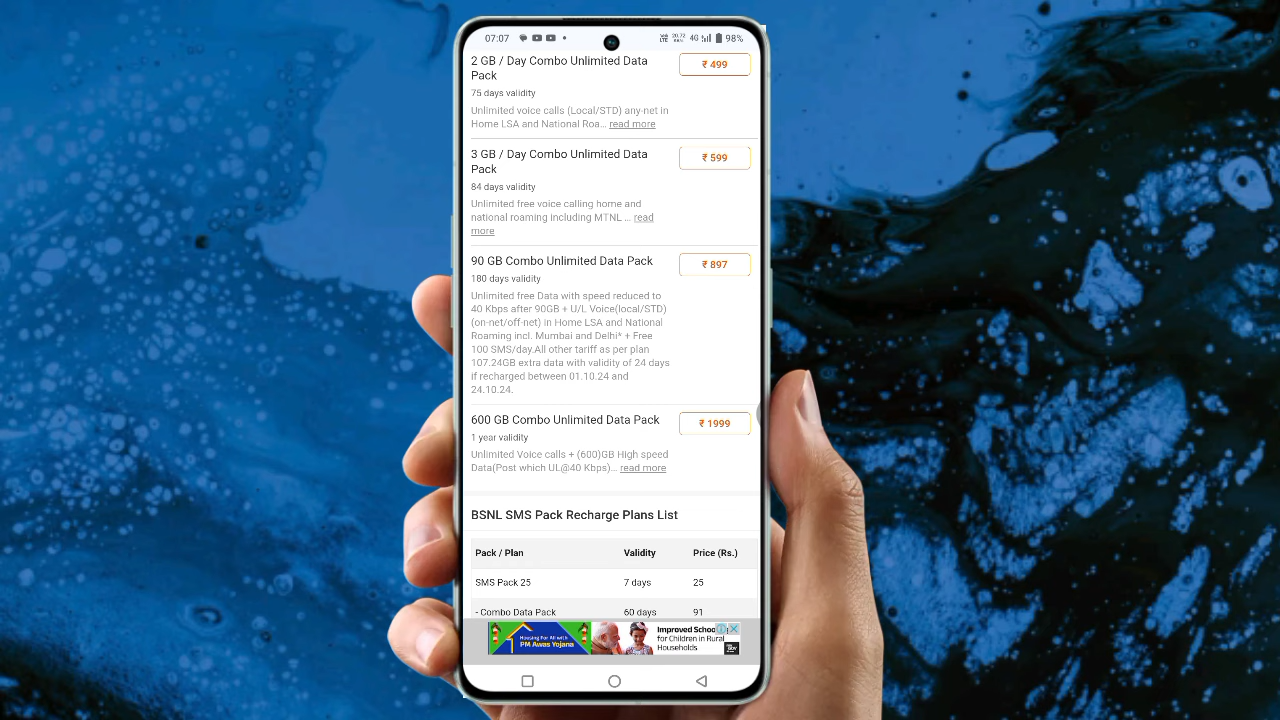 07:07
4G 98%
2 GB / Day Combo Unlimited Data
Pack
₹ 499
75 days validity
Unlimited voice calls (Local/STD) any-net in
Home LSA and National Roa... read more
3 GB / Day Combo Unlimited Data
Pack
₹ 599
84 days validity
Unlimited free voice calling home and
national roaming including MTNL ... read
more
90 GB Combo Unlimited Data Pack
₹ 897
180 days validity
Unlimited free Data with speed reduced to
40 Kbps after 90GB + U/L Voice(local/STD)
(on-net/off-net) in Home LSA and National
Roaming incl. Mumbai and Delhi* + Free
100 SMS/day.All other tariff as per plan
107.24GB extra data with validity of 24 days
if recharged between 01.10.24 and
24.10.24.
600 GB Combo Unlimited Data Pack
₹ 1999
1 year validity
Unlimited Voice calls + (600)GB High speed
Data(Post which UL@40 Kbps)... read more
BSNL SMS Pack Recharge Plans List
Pack / Plan Validity Price (Rs.)
SMS Pack 25 7 days 25
- Combo Data Pack 60 days 91
Housing For All with
PM Awas Yojana
Improved
for Children in Rural
Households